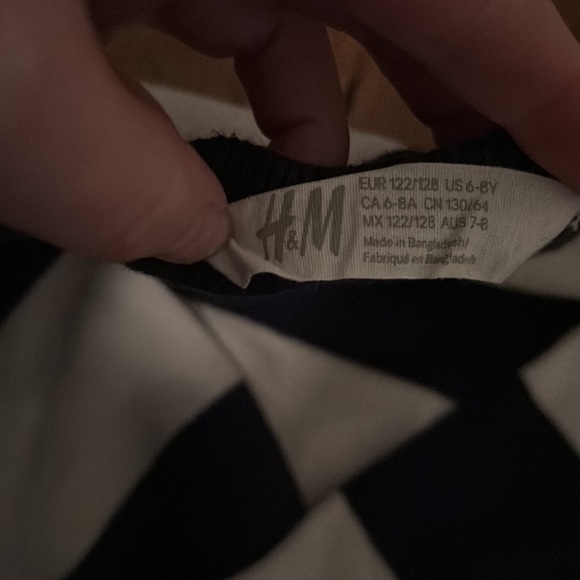 H&M
EUR 122/128 US 6-8Y
CA 6-8A CN 130/64
MX 122/128 AUS 7-8
Made in Bangladesh/
Fabriqué en Bangladesh